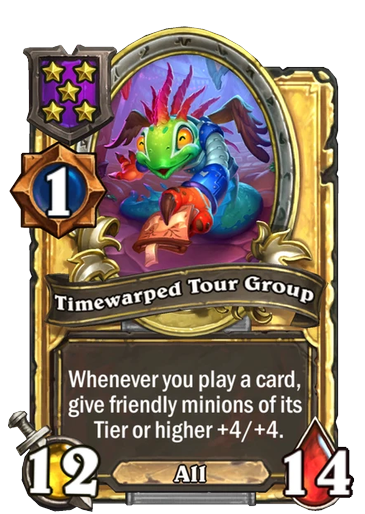 1
Timewarped Tour Group
Whenever you play a card,
give friendly minions of its
Tier or higher +4/+4.
12
All
14